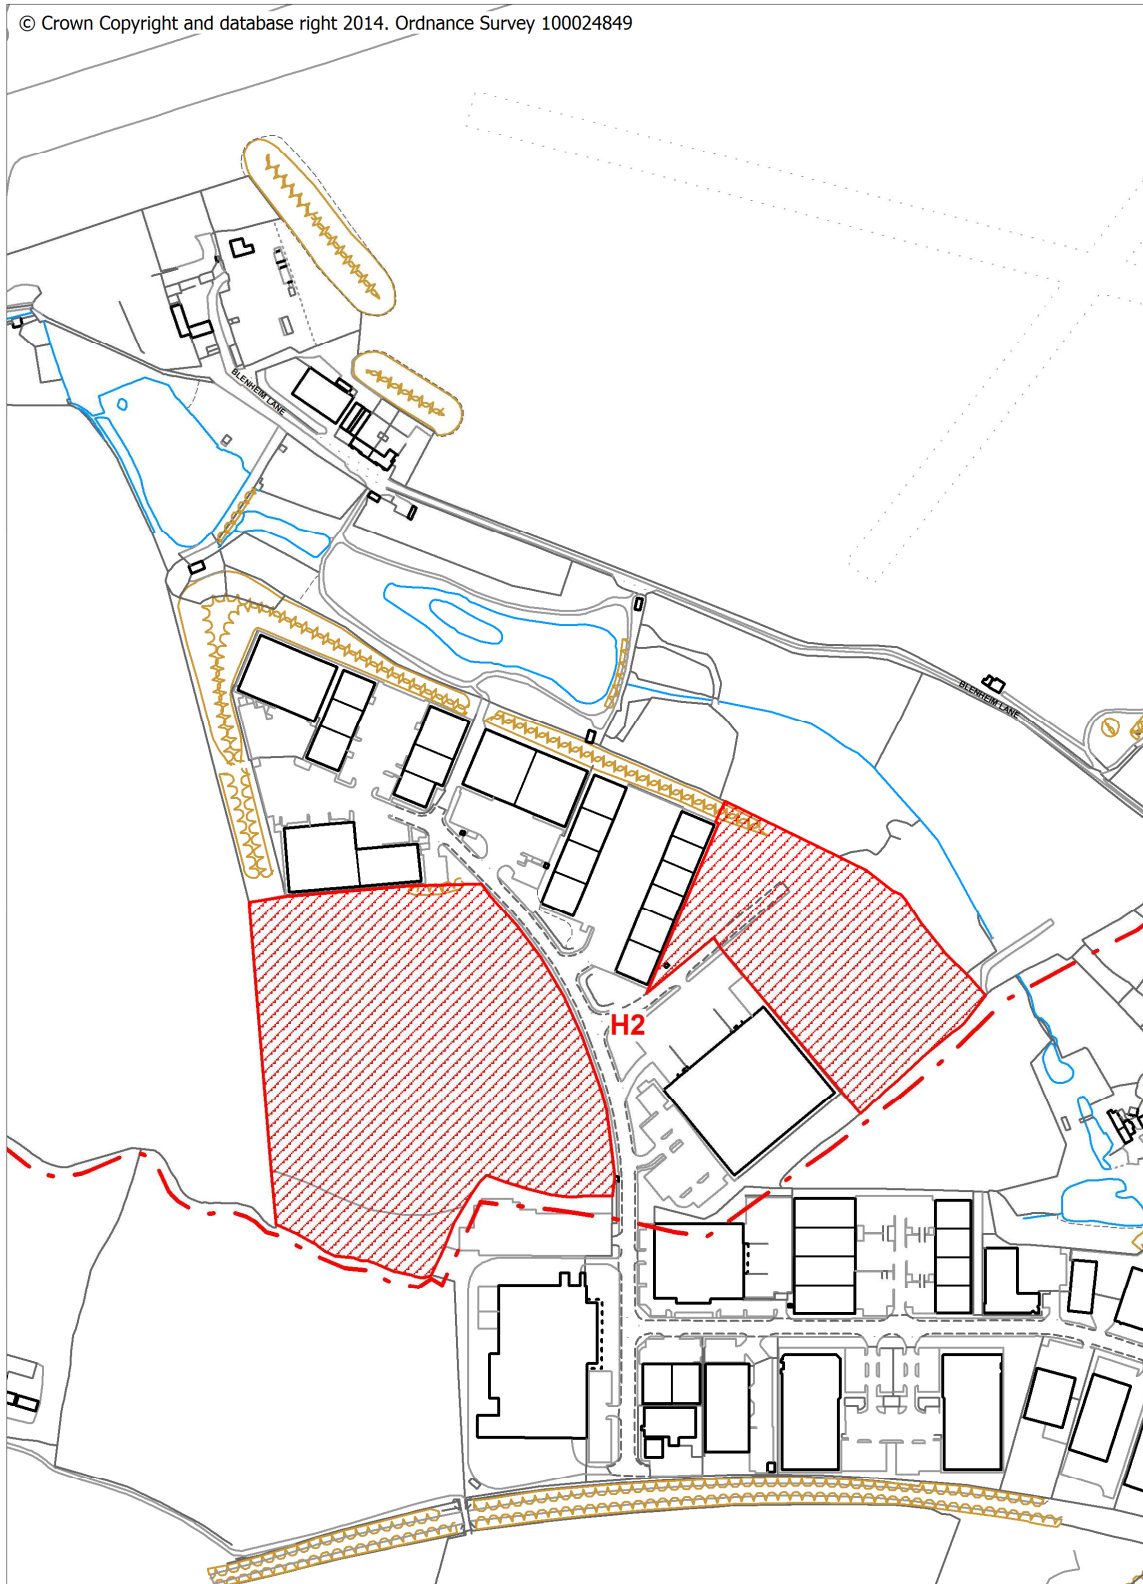 © Crown Copyright and database right 2014. Ordnance Survey 100024849
BLENHEIM LANE
BLENHEIM LANE
H2